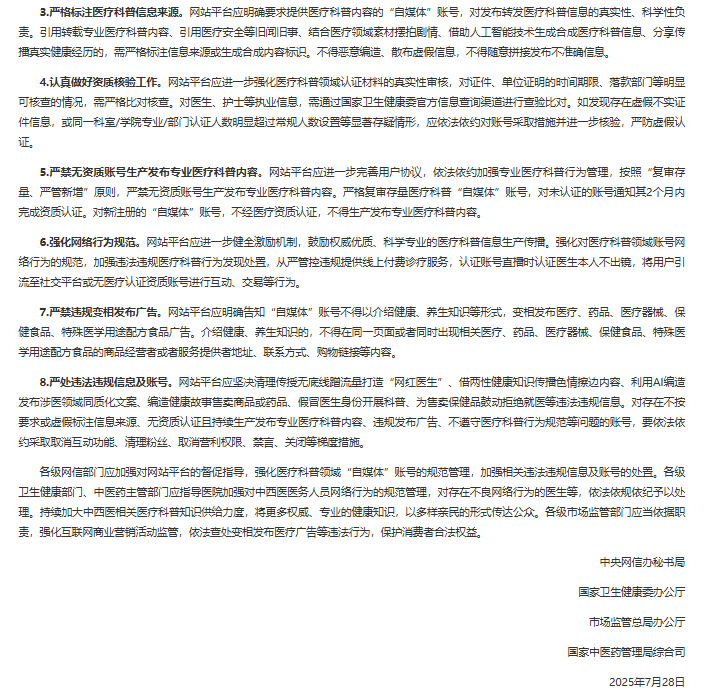 3.严格标注医疗科普信息来源。网站平台应明确要求提供医疗科普内容的“自媒体”账号，对发布转发医疗科普信息的真实性、科学性负
责。引用转载专业医疗科普内容、引用医疗安全等旧闻旧事、结合医疗领域素材摆拍剧情、借助人工智能技术生成合成医疗科普信息、分享传
播真实健康经历的，需严格标注信息来源或生成合成内容标识。不得恶意编造、散布虚假信息，不得随意拼接发布不准确信息。
4.认真做好资质核验工作。网站平台应进一步强化医疗科普领域认证材料的真实性审核，对证件、单位证明的时间期限、落款部门等明显
可核查的情况，需严格比对核查。对医生、护士等执业信息，需通过国家卫生健康委官方信息查询渠道进行查验比对。如发现存在虚假不实证
件信息，或同一科室/学院专业/部门认证人数明显超过常规人数设置等显著存疑情形，应依法依约对账号采取措施并进一步核验，严防虚假认
证。
5.严禁无资质账号生产发布专业医疗科普内容。网站平台应进一步完善用户协议，依法依约加强专业医疗科普行为管理，按照“复审存
量、严管新增”原则，严禁无资质账号生产发布专业医疗科普内容。严格复审存量医疗科普“自媒体”账号，对未认证的账号通知其2个月内
完成资质认证。对新注册的“自媒体”账号，不经医疗资质认证，不得生产发布专业医疗科普内容。
6.强化网络行为规范。网站平台应进一步健全激励机制，鼓励权威优质、科学专业的医疗科普信息生产传播。强化对医疗科普领域账号网
络行为的规范，加强违法违规医疗科普行为发现处置，从严管控违规提供线上付费诊疗服务，认证账号直播时认证医生本人不出镜，将用户引
流至社交平台或无医疗认证资质账号进行互动、交易等行为。
7.严禁违规变相发布广告。网站平台应明确告知“自媒体”账号不得以介绍健康、养生知识等形式，变相发布医疗、药品、医疗器械、保
健食品、特殊医学用途配方食品广告。介绍健康、养生知识的，不得在同一页面或者同时出现相关医疗、药品、医疗器械、保健食品、特殊医
学用途配方食品的商品经营者或者服务提供者地址、联系方式、购物链接等内容。
8.严处违法违规信息及账号。网站平台应坚决清理传授无底线蹭流量打造“网红医生”、借两性健康知识传播色情擦边内容、利用AI编造
发布涉医领域同质化文案、编造健康故事售卖商品或药品、假冒医生身份开展科普、为售卖保健品鼓动拒绝就医等违法违规信息。对存在不按
要求或虚假标注信息来源、无资质认证且持续生产发布专业医疗科普内容、违规发布广告、不遵守医疗科普行为规范等问题的账号，要依法依
约采取取消互动功能、清理粉丝、取消营利权限、禁言、关闭等梯度措施。
各级网信部门应加强对网站平台的督促指导，强化医疗科普领域“自媒体”账号的规范管理，加强相关违法违规信息及账号的处置。各级
卫生健康部门、中医药主管部门应指导医院加强对中西医医务人员网络行为的规范管理，对存在不良网络行为的医生等，依法依规依纪予以处
理。持续加大中西医相关医疗科普知识供给力度，将更多权威、专业的健康知识，以多样亲民的形式传达公众。各级市场监管部门应当依据职
责，强化互联网商业营销活动监管，依法查处变相发布医疗广告等违法行为，保护消费者合法权益。
中央网信办秘书局
国家卫生健康委办公厅
市场监管总局办公厅
国家中医药管理局综合司
2025年7月28日